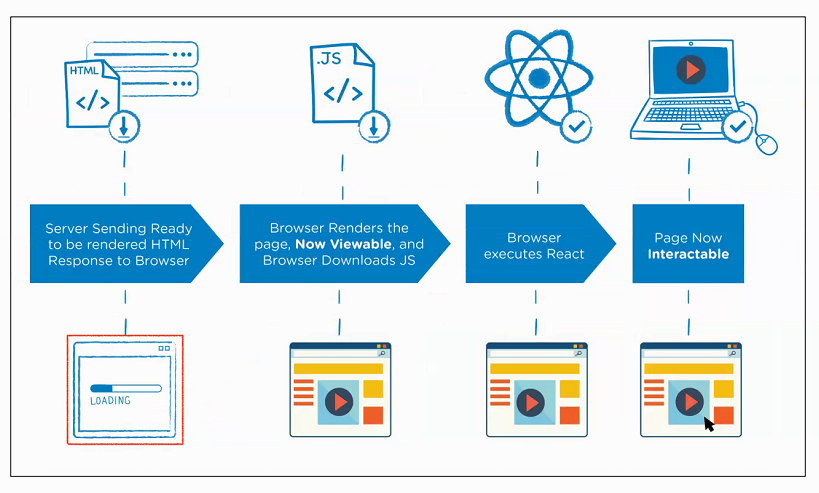 HTML
</>
.JS
</>
Server Sending Ready
to be rendered HTML
Response to Browser
Browser Renders the
page, Now Viewable, and
Browser Downloads JS
Browser
executes React
Page Now
Interactable
LOADING